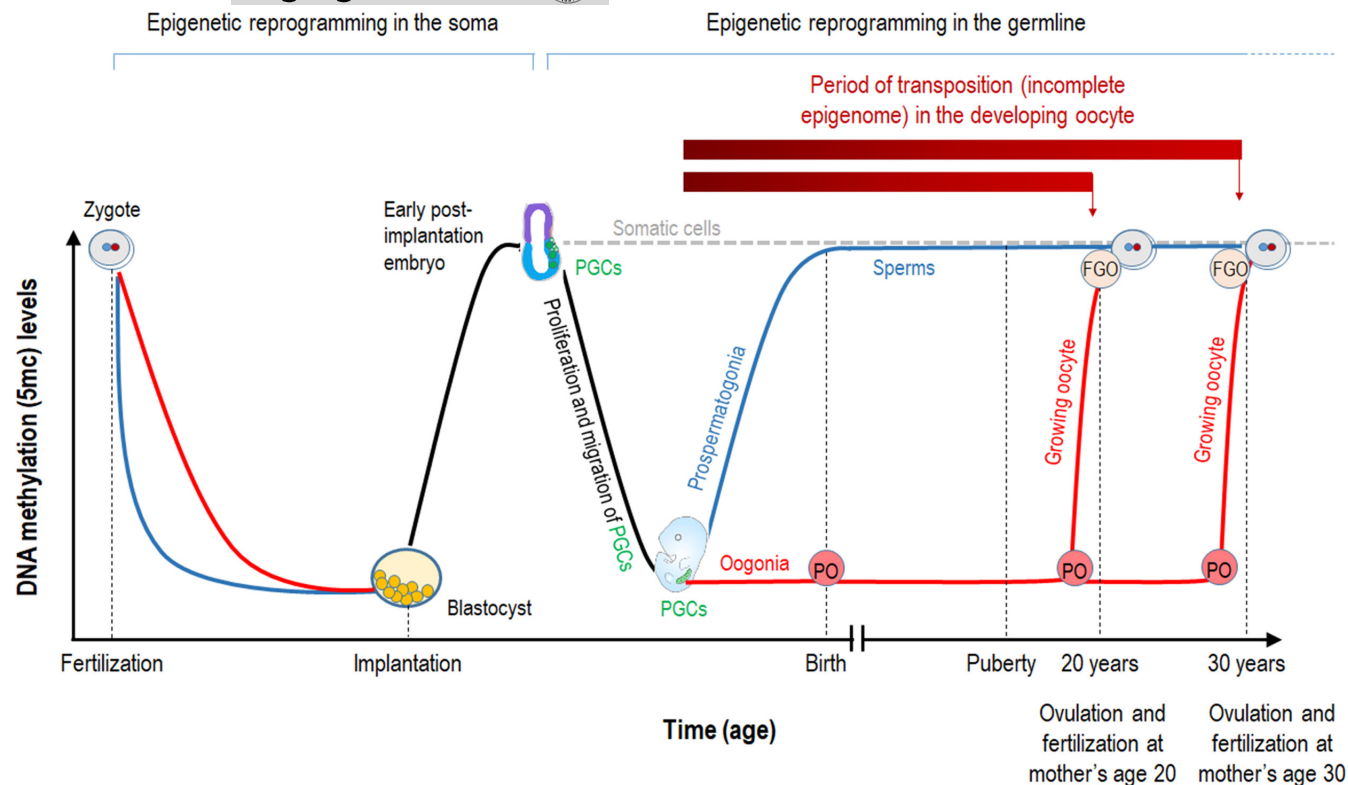 Epigenetic reprogramming in the soma
Epigenetic reprogramming in the germline
Period of transposition (incomplete
epigenome) in the developing oocyte
Zygote
Early post-
implantation
embryo
PGCs
Somatic cells
Sperms
FGO
FGO
DNA methylation (5mc) levels
Proliferation and migration of PGCs
Prospermatogonia
Growing oocyte
Growing oocyte
Blastocyst
PGCs
Oogonia
PO
PO
PO
Fertilization
Implantation
Birth
Puberty
20 years
30 years
Time (age)
Ovulation and
fertilization at
mother's age 20
Ovulation and
fertilization at
mother's age 30